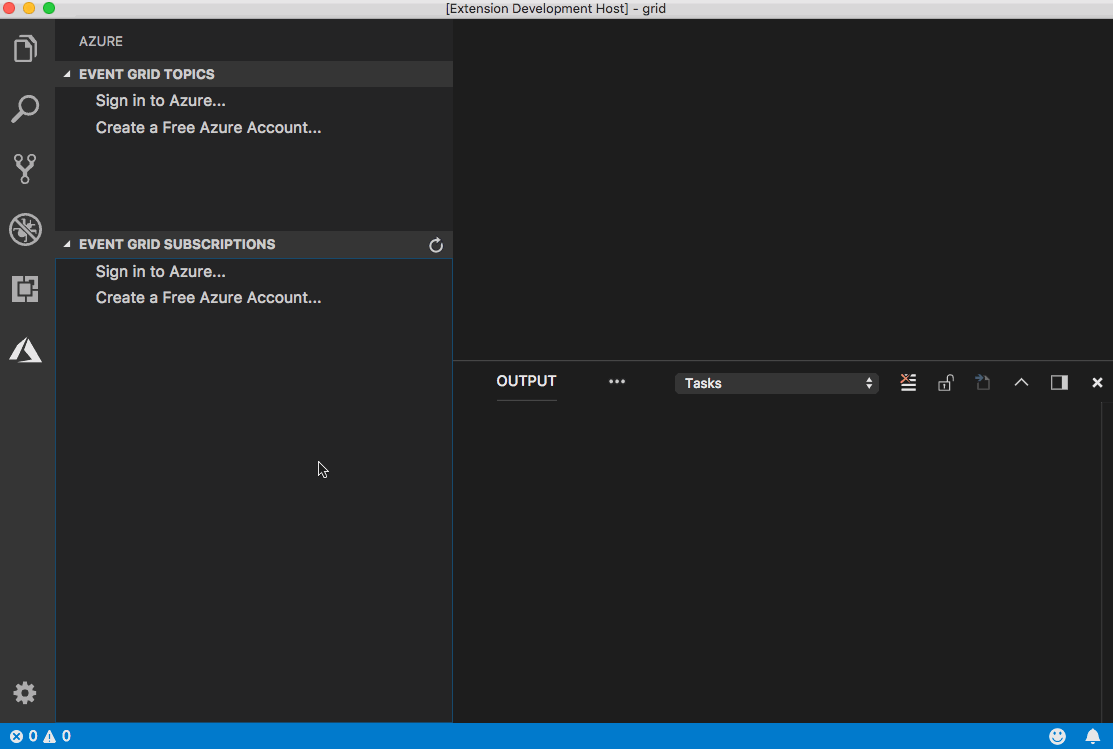 [Extension Development Host] - grid
AZURE
EVENT GRID TOPICS
Sign in to Azure...
Create a Free Azure Account...
EVENT GRID SUBSCRIPTIONS
Sign in to Azure...
Create a Free Azure Account...
OUTPUT
Tasks
0 0